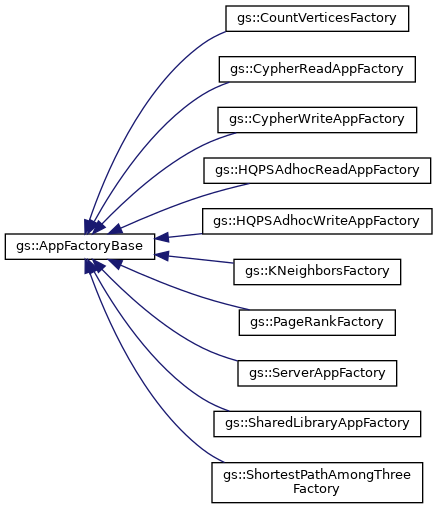 gs::CountVerticesFactory
gs::CypherReadAppFactory
gs::CypherWriteAppFactory
gs::HQPSAdhocReadAppFactory
gs::HQPSAdhocWriteAppFactory
gs::AppFactoryBase
gs::KNeighborsFactory
gs::PageRankFactory
gs::ServerAppFactory
gs::SharedLibraryAppFactory
gs::ShortestPathAmongThree
Factory